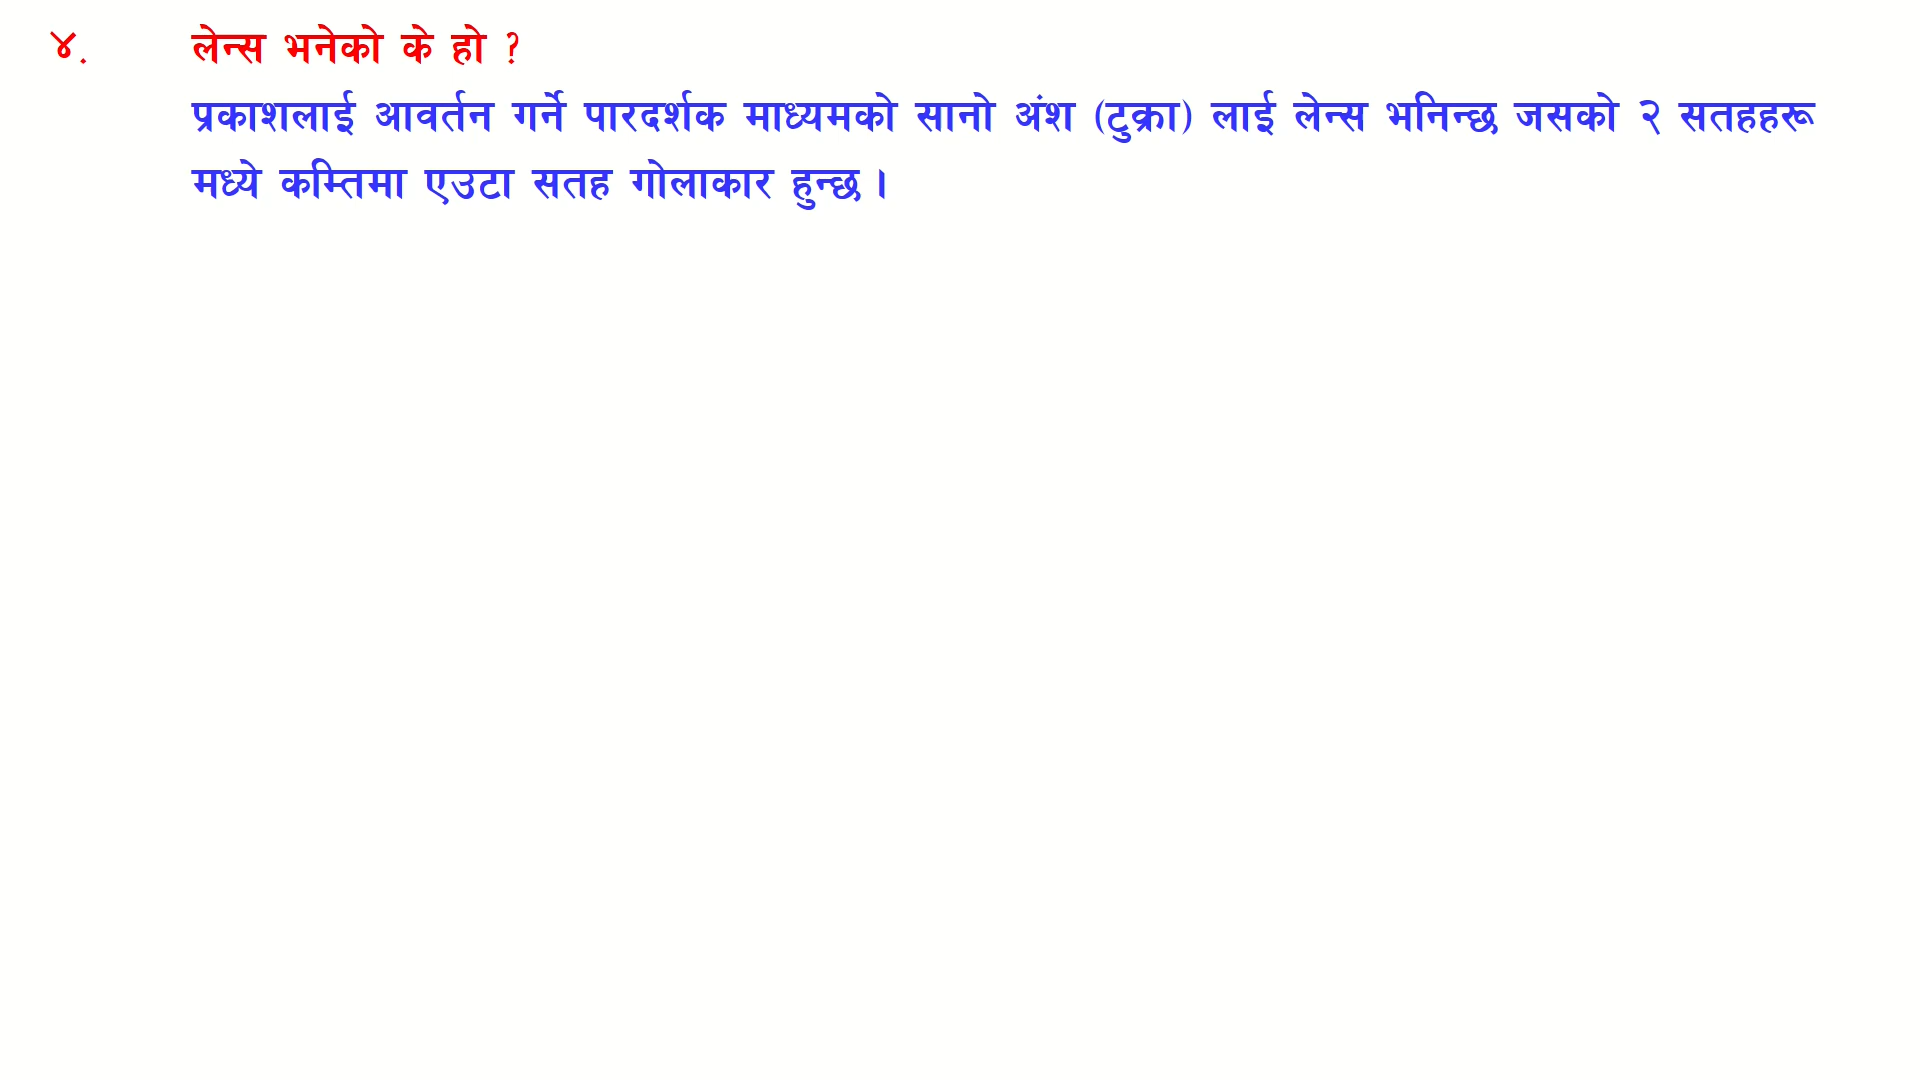 ४. लेन्स भनेको के हो ?
प्रकाशलाई आवर्तन गर्ने पारदर्शक माध्यमको सानो अंश (टुक्रा) लाई लेन्स भनिन्छ जसको २ सतहहरू
मध्ये कम्तिमा एउटा सतह गोलाकार हुन्छ ।